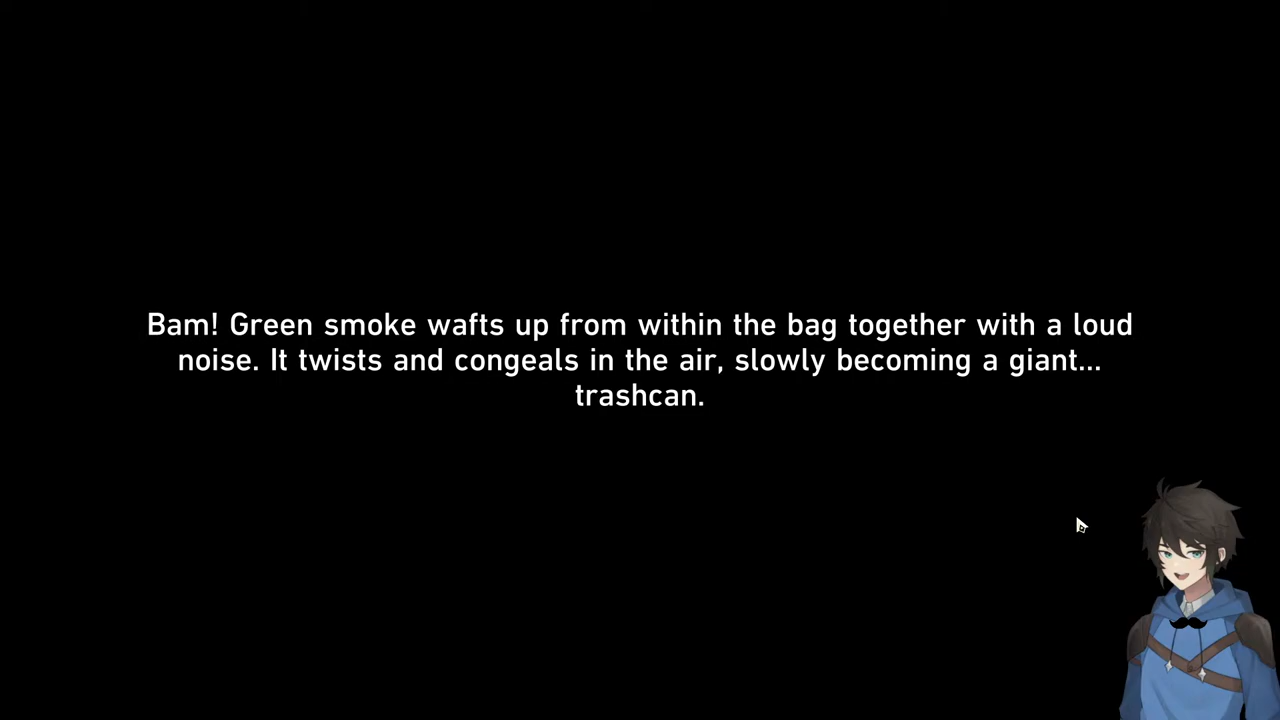 Bam! Green smoke wafts up from within the bag together with a loud
noise. It twists and congeals in the air, slowly becoming a giant...
trashcan.